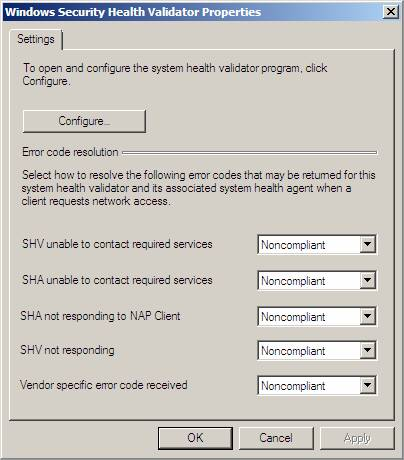 Windows Security Health Validator Properties
Settings
To open and configure the system health validator program, click
Configure.
Configure...
Error code resolution
Select how to resolve the following error codes that may be returned for this
system health validator and its associated system health agent when a
client requests network access.
SHV unable to contact required services Noncompliant
SHA unable to contact required services Noncompliant
SHA not responding to NAP Client Noncompliant
SHV not responding Noncompliant
Vendor specific error code received Noncompliant
OK Cancel Apply